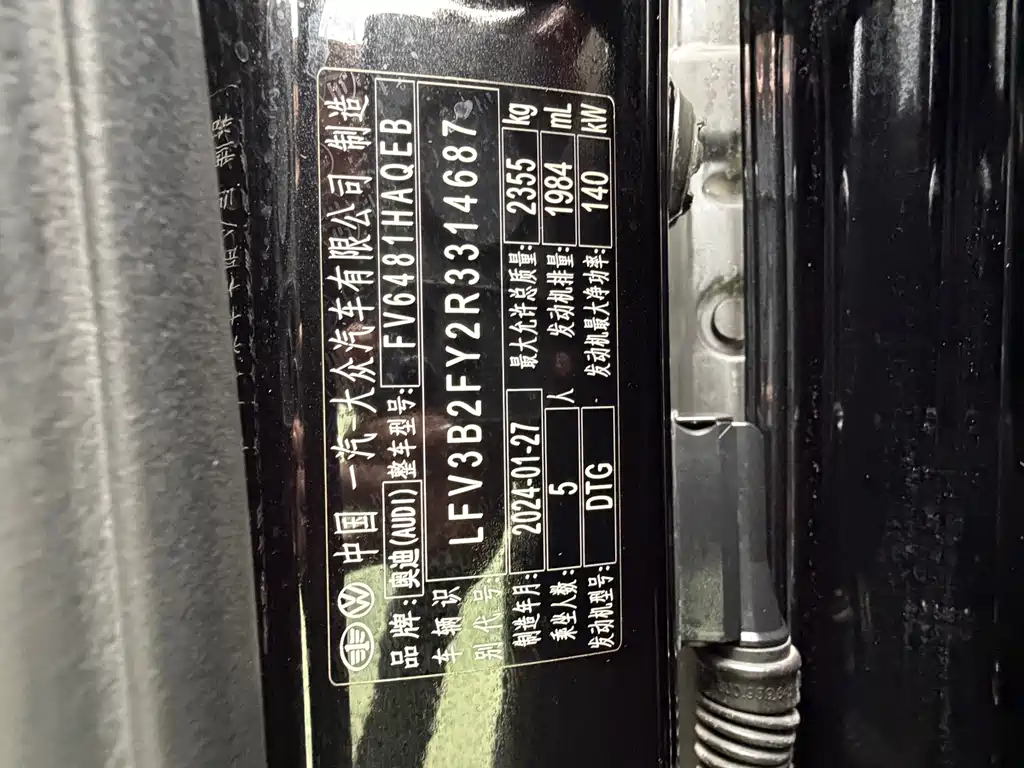 中国 一汽-大众汽车有限公司 制造
品牌: 奥迪(AUDI) 整车型号: FV6481HAQEB
车辆识别代号: LFV3B2FY2R3314687
制造年月: 2024-01-27 最大允许总质量: 2355 kg
乘坐人数: 5 人 发动机排量: 1984 mL
发动机型号: DTG 发动机最大净功率: 140 kW